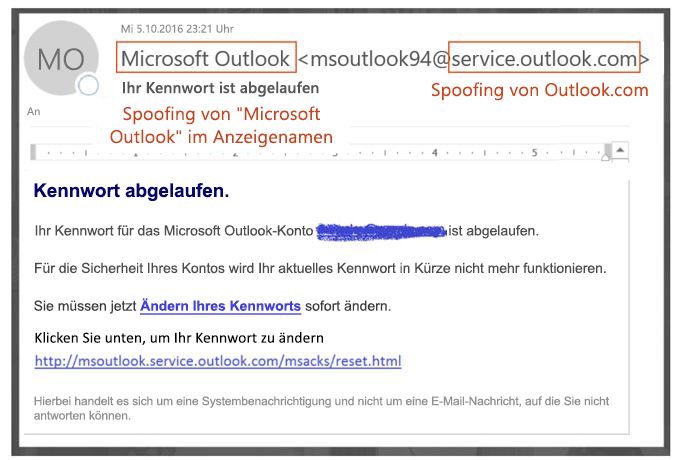 Mi 5.10.2016 23:21 Uhr
MO
Microsoft Outlook <msoutlook94@service.outlook.com>
Ihr Kennwort ist abgelaufen
Spoofing von Outlook.com
An
Spoofing von "Microsoft
Outlook" im Anzeigenamen
1 2 3 4 5
Kennwort abgelaufen.
Ihr Kennwort für das Microsoft Outlook-Konto ist abgelaufen.
Für die Sicherheit Ihres Kontos wird Ihr aktuelles Kennwort in Kürze nicht mehr funktionieren.
Sie müssen jetzt Ändern Ihres Kennworts sofort ändern.
Klicken Sie unten, um Ihr Kennwort zu ändern
http://msoutlook.service.outlook.com/msacks/reset.html
Hierbei handelt es sich um eine Systembenachrichtigung und nicht um eine E-Mail-Nachricht, auf die Sie nicht
antworten können.